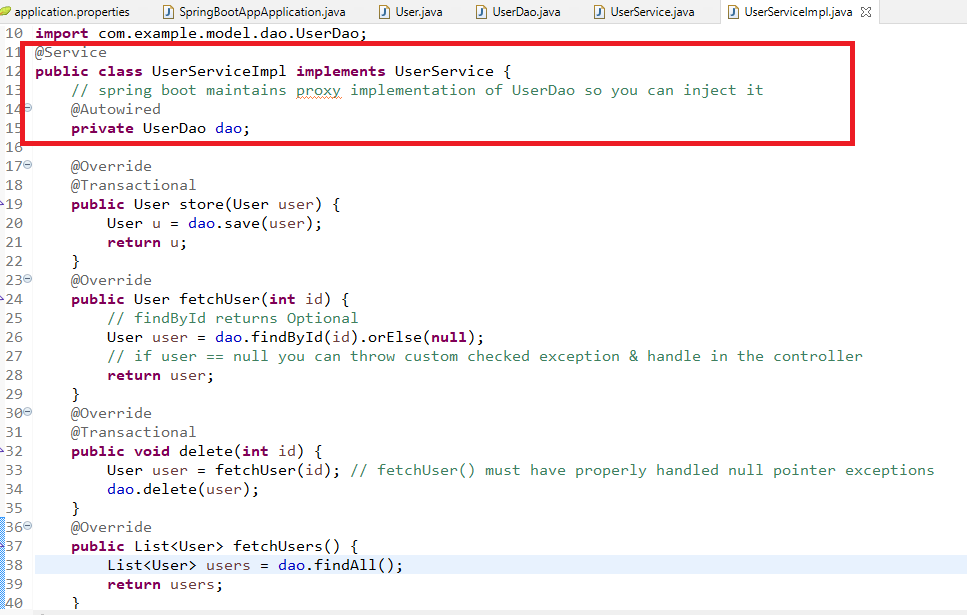 application.properties SpringBootAppApplication.java User.java UserDao.java UserService.java UserServiceImpl.java
10 import com.example.model.dao.UserDao;
11 @Service
12 public class UserServiceImpl implements UserService {
13     // spring boot maintains proxy implementation of UserDao so you can inject it
14     @Autowired
15     private UserDao dao;
16
17     @Override
18     @Transactional
19     public User store(User user) {
20         User u = dao.save(user);
21         return u;
22     }
23     @Override
24     public User fetchUser(int id) {
25         // findById returns Optional
26         User user = dao.findById(id).orElse(null);
27         // if user == null you can throw custom checked exception & handle in the controller
28         return user;
29     }
30     @Override
31     @Transactional
32     public void delete(int id) {
33         User user = fetchUser(id); // fetchUser() must have properly handled null pointer exceptions
34         dao.delete(user);
35     }
36     @Override
37     public List<User> fetchUsers() {
38         List<User> users = dao.findAll();
39         return users;
40     }